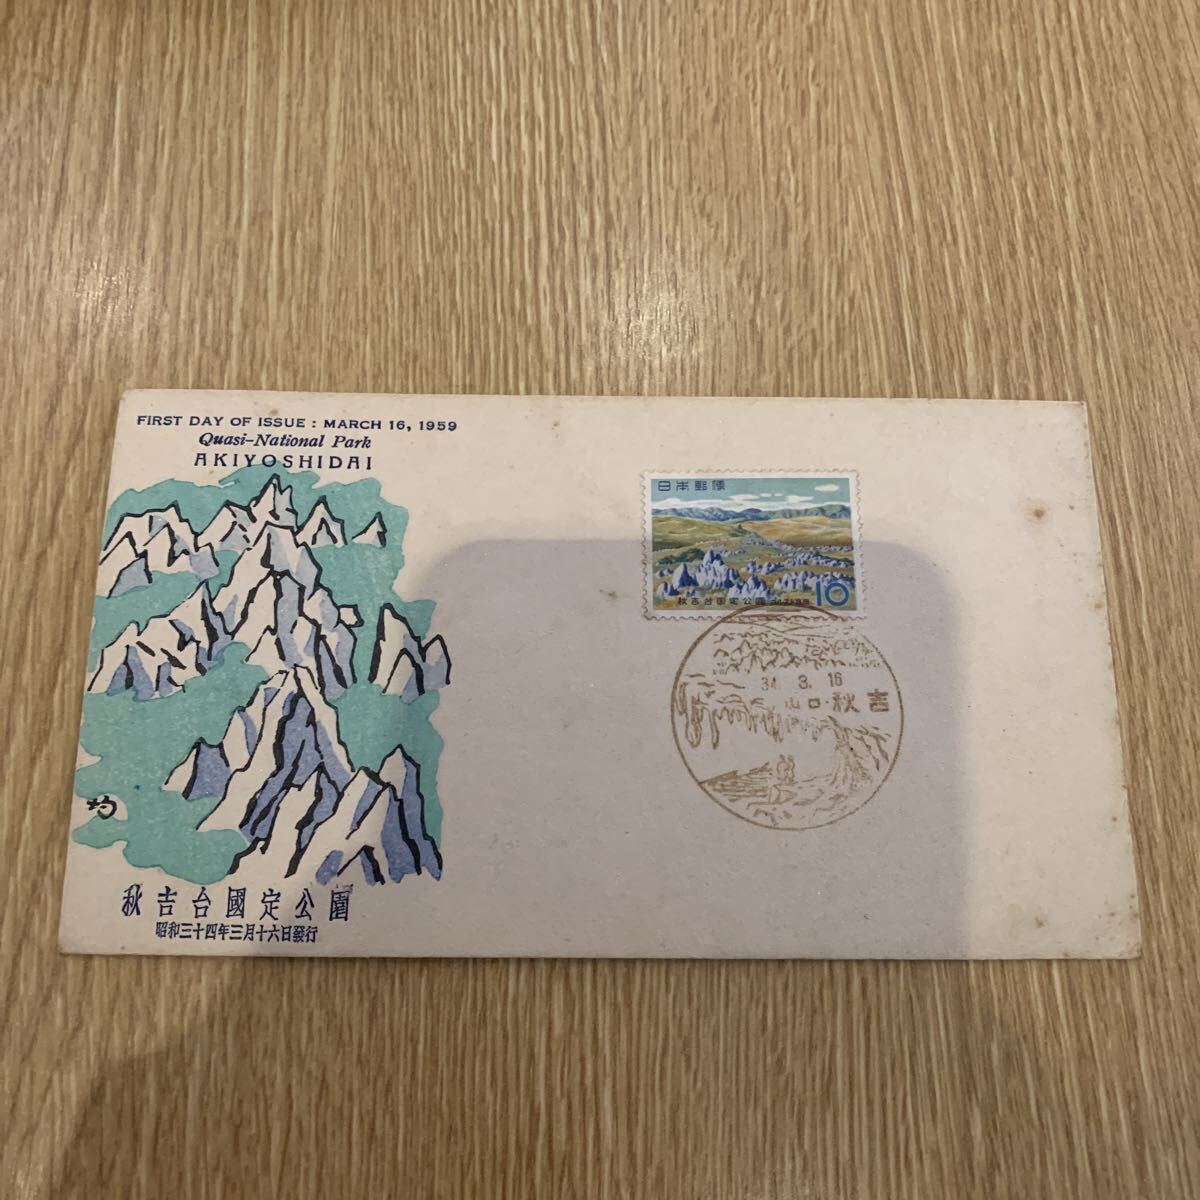 FIRST DAY OF ISSUE : MARCH 16, 1959
Quasi-National Park
AKIYOSHIDAI
日本郵便
秋吉台国定公園
10
34. 3. 16
山口・秋吉
均
秋吉台國定公園
昭和三十四年三月十六日發行